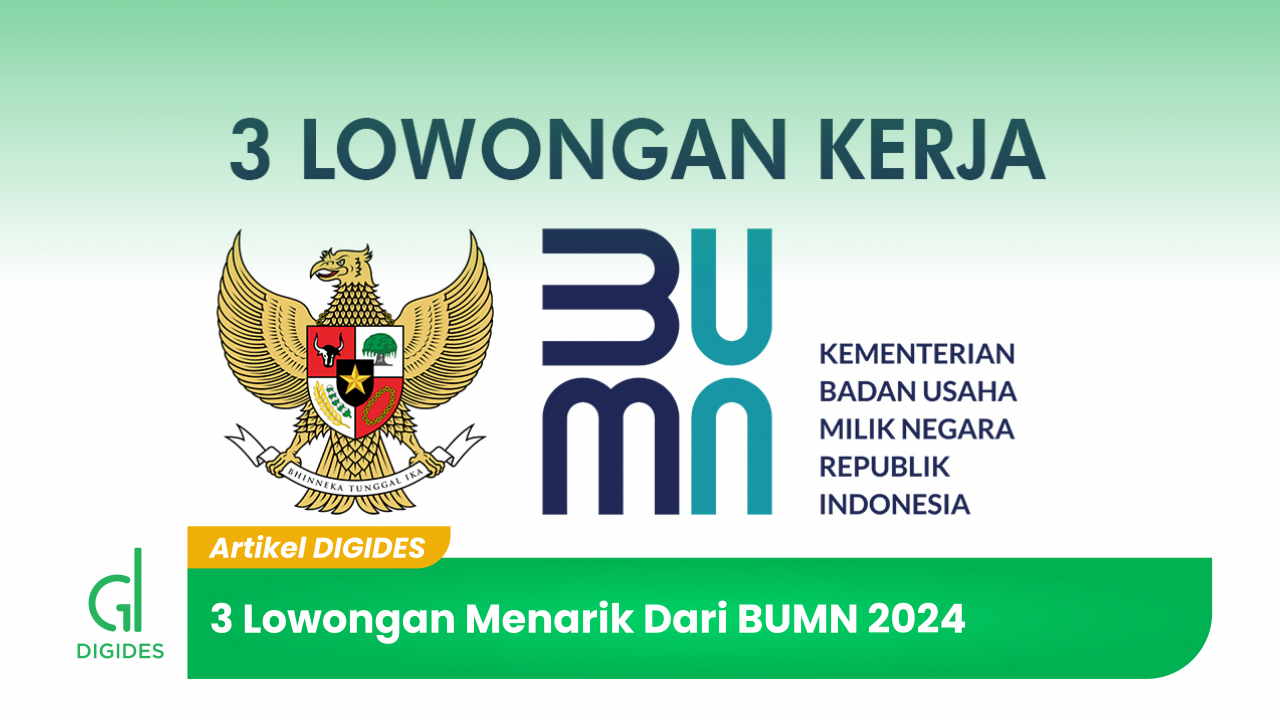 3 LOWONGAN KERJA
BHINNEKA TUNGGAL IKA
BUMN
KEMENTERIAN
BADAN USAHA
MILIK NEGARA
REPUBLIK
INDONESIA
Artikel DIGIDES
3 Lowongan Menarik Dari BUMN 2024
DIGIDES